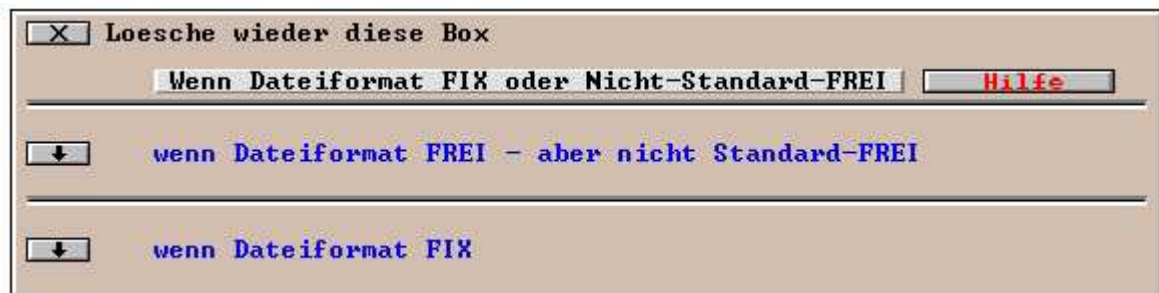 X Loesche wieder diese Box
Wenn Dateiformat FIX oder Nicht-Standard-FREI Hilfe
wenn Dateiformat FREI - aber nicht Standard-FREI
wenn Dateiformat FIX